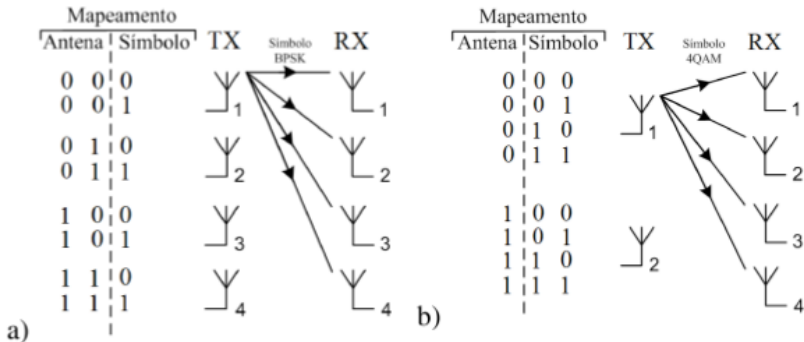 Mapeamento
Antena Símbolo TX Símbolo BPSK RX
0 0 0
0 0 1
0 1 0
0 1 1
1 0 0
1 0 1
1 1 0
1 1 1
1
2
3
4
1
2
3
4
a)
Mapeamento
Antena Símbolo TX Símbolo 4QAM RX
0 0 0
0 0 1
0 1 0
0 1 1
1 0 0
1 0 1
1 1 0
1 1 1
1
2
1
2
3
4
b)